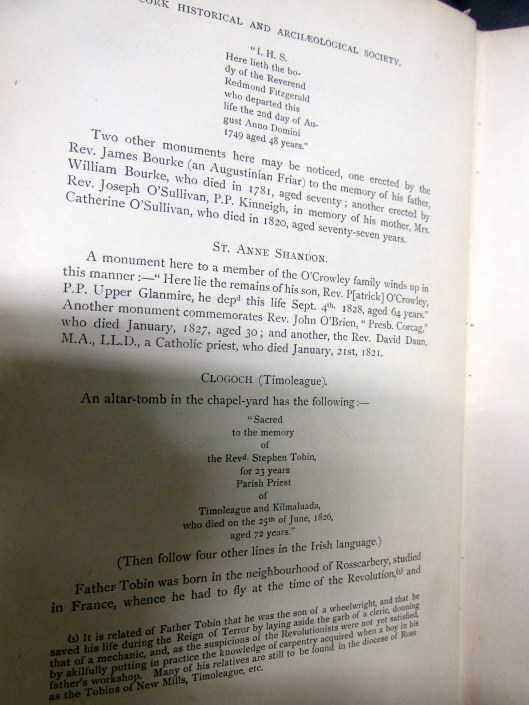 CORK HISTORICAL AND ARCHÆOLOGICAL SOCIETY.
"I. H. S.
Here lieth the bo-
dy of the Reverend
Redmond Fitzgerald
who departed this
life the 2nd day of Au-
gust Anno Domini
1749 aged 48 years."
Two other monuments here may be noticed, one erected by the
Rev. James Bourke (an Augustinian Friar) to the memory of his father,
William Bourke, who died in 1781, aged seventy; another erected by
Rev. Joseph O'Sullivan, P.P. Kinneigh, in memory of his mother, Mrs.
Catherine O'Sullivan, who died in 1820, aged seventy-seven years.
ST. ANNE SHANDON.
A monument here to a member of the O'Crowley family winds up in
this manner:—"Here lie the remains of his son, Rev. P[atrick] O'Crowley,
P.P. Upper Glanmire, he depᵈ this life Sept. 4ᵗʰ. 1828, aged 64 years."
Another monument commemorates Rev. John O'Brien, "Presb. Corcag,"
who died January, 1827, aged 30; and another, the Rev. David Daun,
M.A., LL.D., a Catholic priest, who died January, 21st, 1821.
CLOGOCH (Timoleague).
An altar-tomb in the chapel-yard has the following:—
"Sacred
to the memory
of
the Revᵈ. Stephen Tobin,
for 23 years
Parish Priest
of
Timoleague and Kilmaluada,
who died on the 25ᵗʰ of June, 1826,
aged 72 years."
(Then follow four other lines in the Irish language.)
Father Tobin was born in the neighbourhood of Rosscarbery, studied
in France, whence he had to fly at the time of the Revolution,(s) and
(s) It is related of Father Tobin that he was the son of a wheelwright, and that he
saved his life during the Reign of Terror by laying aside the garb of a cleric, donning
that of a mechanic, and, as the suspicions of the Revolutionists were not yet satisfied,
by skilfully putting in practice the knowledge of carpentry acquired when a boy in his
father's workshop. Many of his relatives are still to be found in the diocese of Ross
as the Tobins of New Mills, Timoleague, etc.